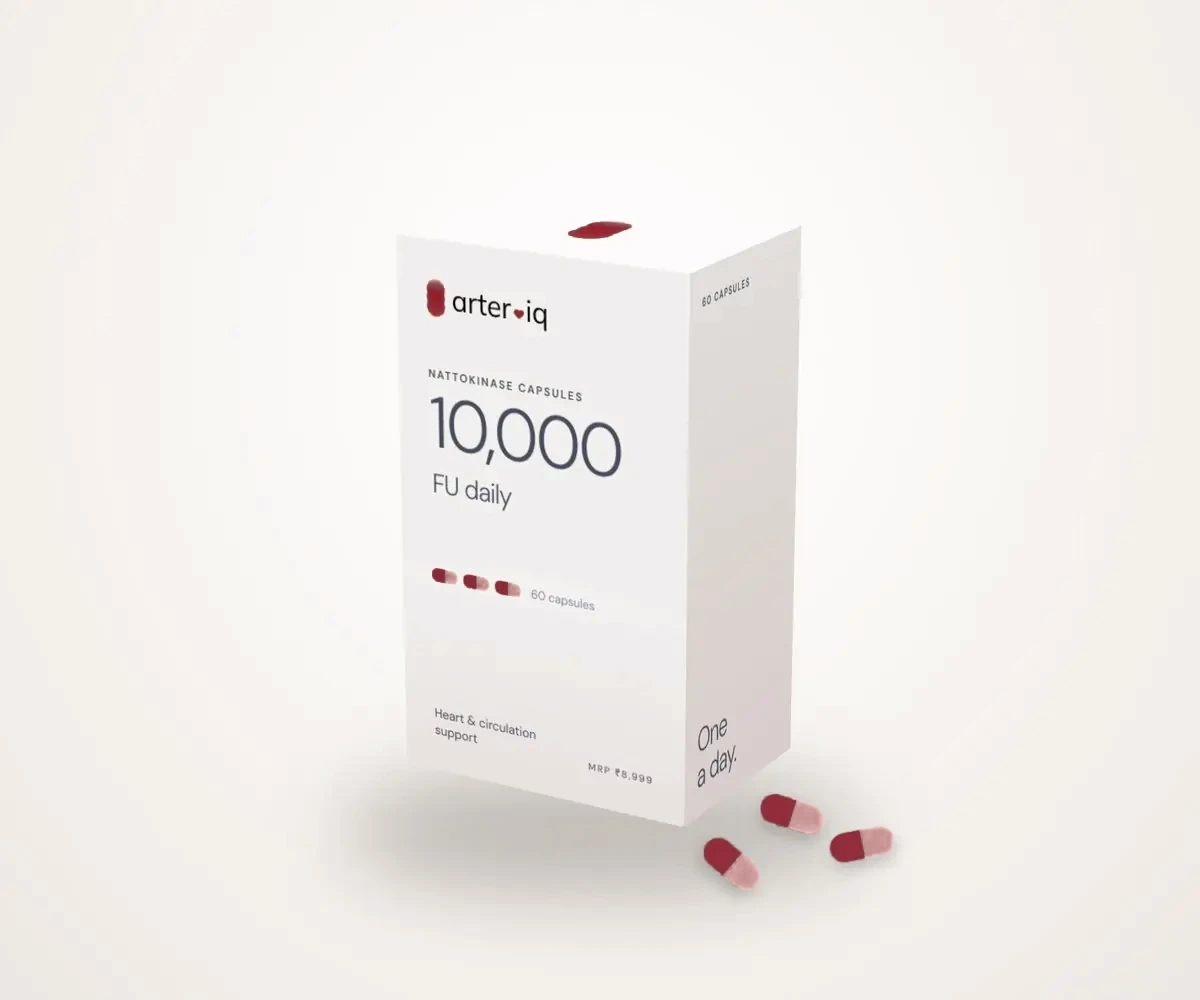 arter iq
NATTOKINASE CAPSULES
10,000
FU daily
60 capsules
Heart & circulation
support
MRP ₹8,999
60 CAPSULES
One
a day.